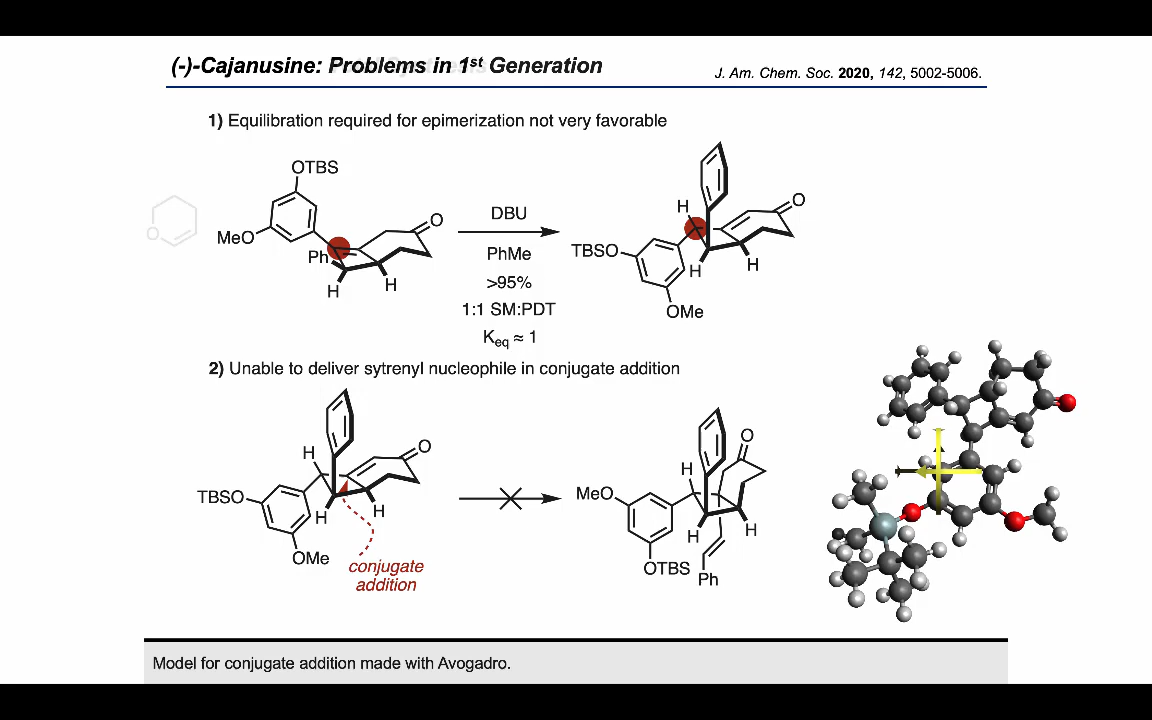 (-)-Cajanusine: Problems in 1st Generation
J. Am. Chem. Soc. 2020, 142, 5002-5006.
1) Equilibration required for epimerization not very favorable
OTBS
MeO
Ph
H
H
O
O
DBU
PhMe
>95%
1:1 SM:PDT
Keq ≈ 1
H
O
TBSO
H
H
OMe
2) Unable to deliver sytrenyl nucleophile in conjugate addition
H
O
TBSO
H
H
OMe
conjugate
addition
O
H
MeO
H
H
OTBS
Ph
Model for conjugate addition made with Avogadro.